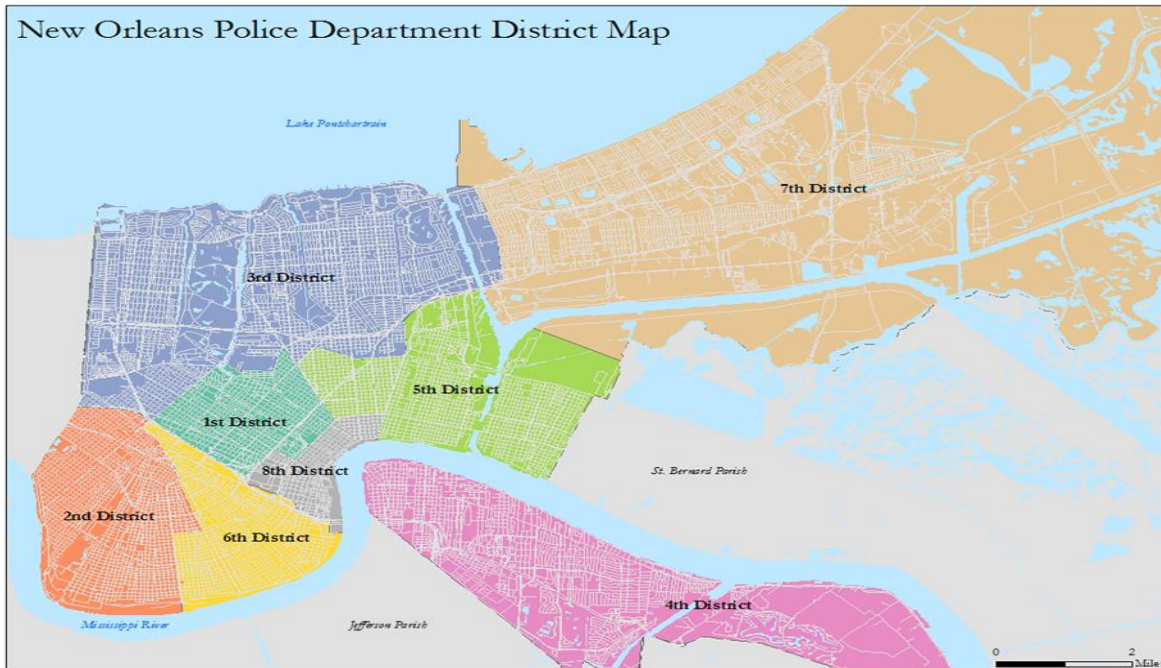 New Orleans Police Department District Map
Lake Pontchartrain
7th District
3rd District
5th District
1st District
8th District
St. Bernard Parish
2nd District
6th District
4th District
Mississippi River
Jefferson Parish
0 2
Mile